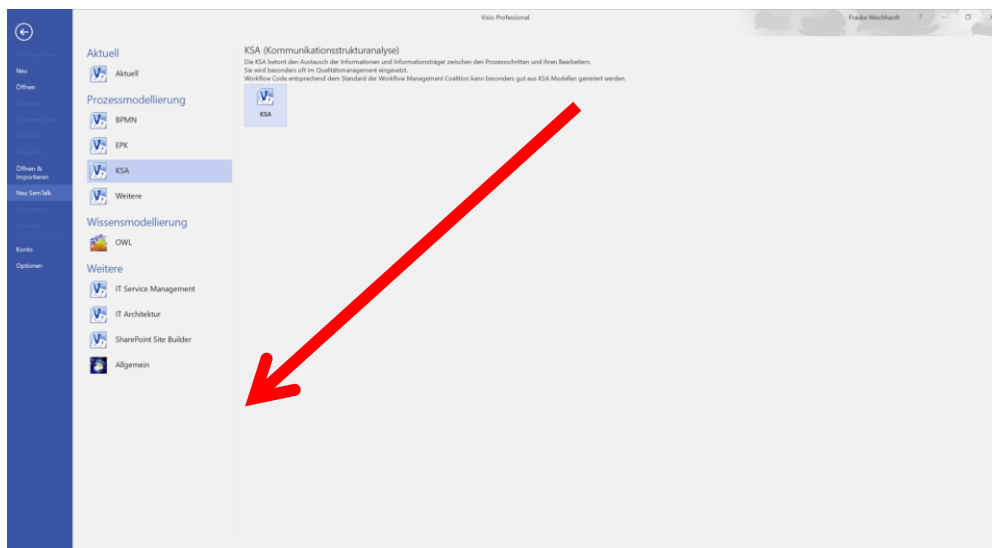 Visio Professional
Frauke Weichhardt ?
Neu
Öffnen
Öffnen &
Importieren
Neu SemTalk
Konto
Optionen
Aktuell
Aktuell
Prozessmodellierung
BPMN
EPK
KSA
Weitere
Wissensmodellierung
OWL
Weitere
IT Service Management
IT Architektur
SharePoint Site Builder
Allgemein
KSA (Kommunikationsstrukturanalyse)
Die KSA betont den Austausch der Informationen und Informationsträger zwischen den Prozessschritten und ihren Bearbeitern.
Sie wird besonders oft im Qualitätsmanagement eingesetzt.
Workflow Code entsprechend dem Standard der Workflow Management Coalition kann besonders gut aus KSA Modellen generiert werden.
KSA